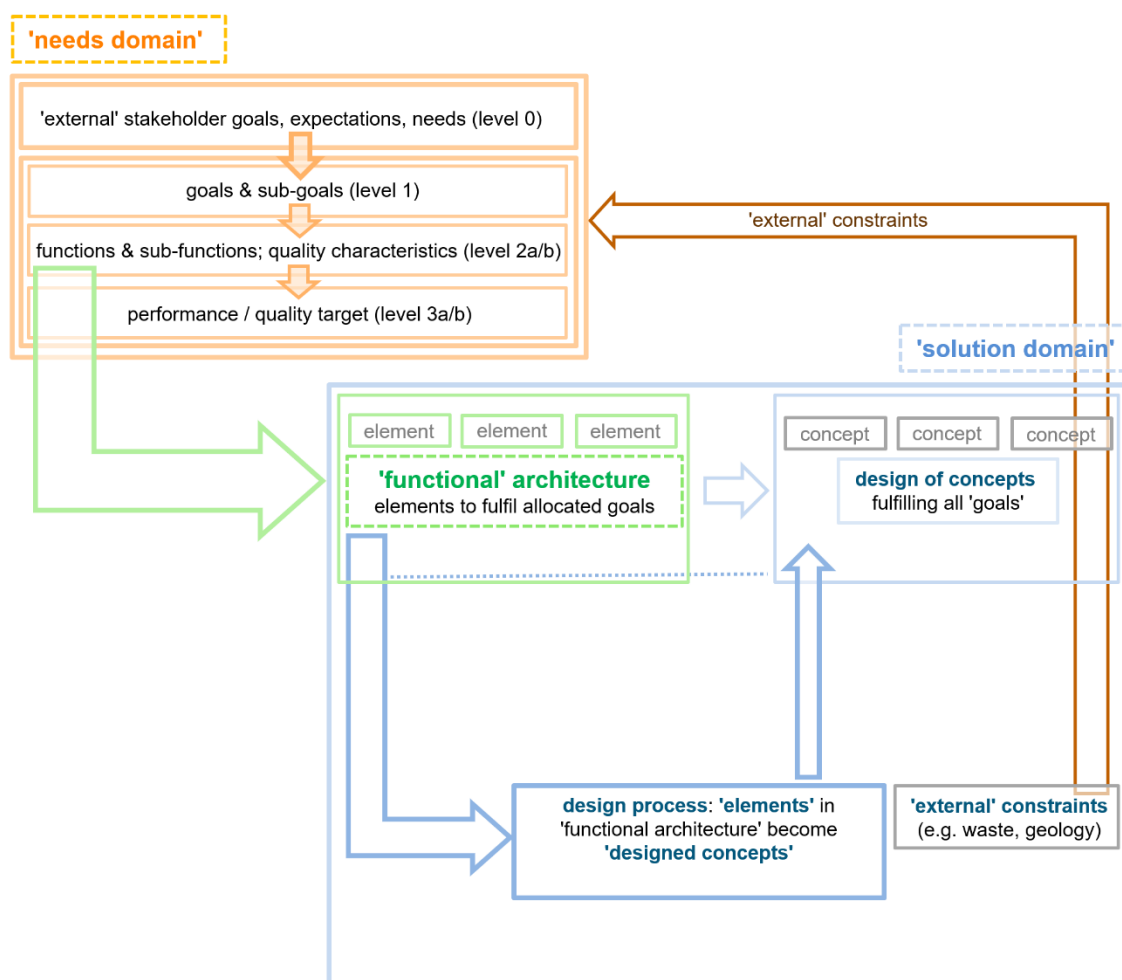 'needs domain'
'external' stakeholder goals, expectations, needs (level 0)
goals & sub-goals (level 1)
functions & sub-functions; quality characteristics (level 2a/b)
performance / quality target (level 3a/b)
'external' constraints
'solution domain'
element
element
element
'functional' architecture
elements to fulfil allocated goals
concept
concept
concept
design of concepts
fulfilling all 'goals'
design process: 'elements' in
'functional architecture' become
'designed concepts'
'external' constraints
(e.g. waste, geology)